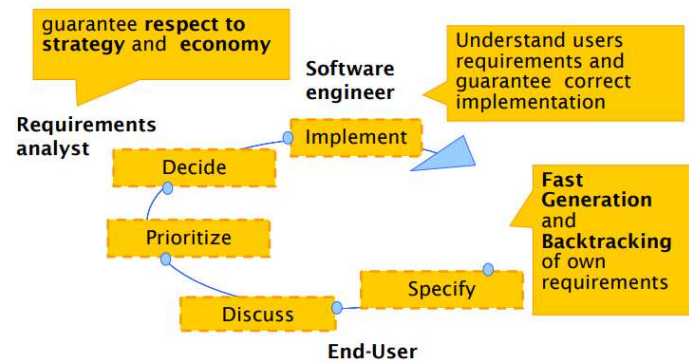 guarantee respect to
strategy and economy
Software
engineer
Understand users
requirements and
guarantee correct
implementation
Requirements
analyst
Implement
Decide
Fast
Generation
and
Backtracking
of own
requirements
Prioritize
Specify
Discuss
End-User